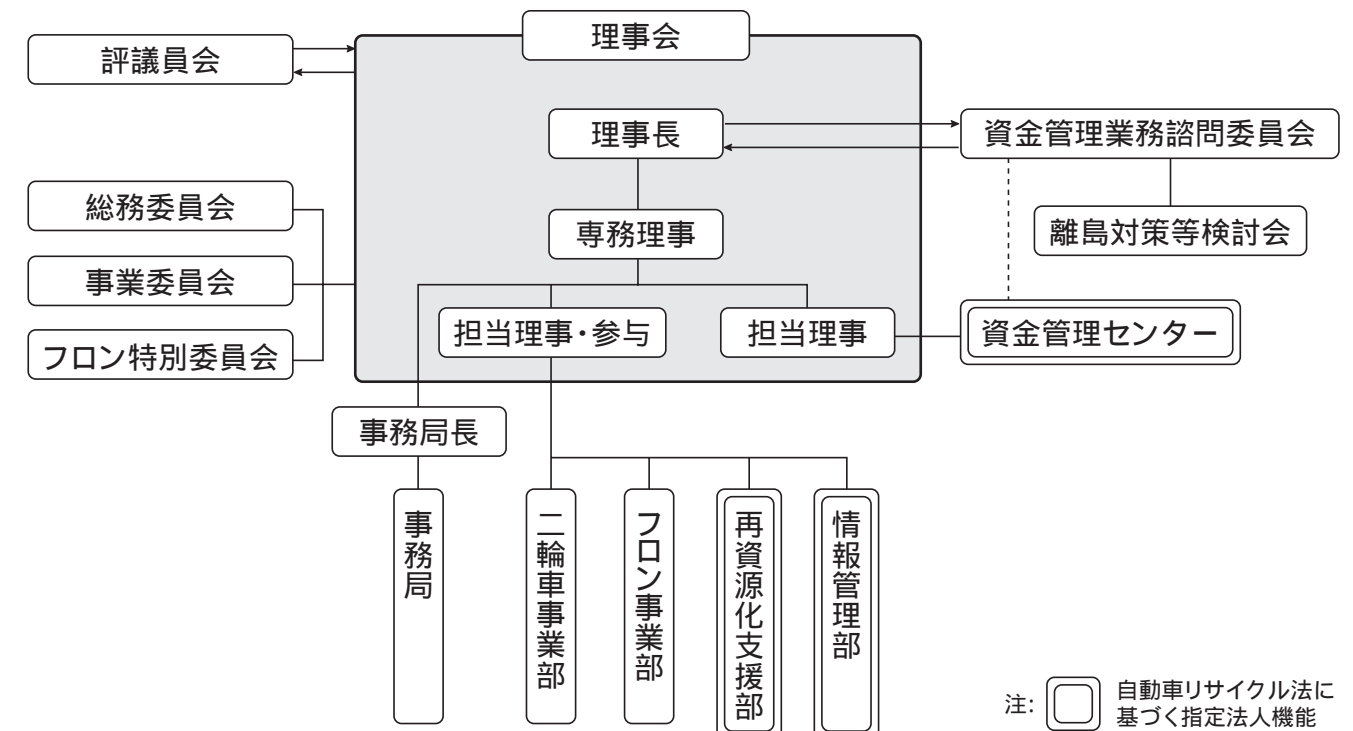 理事会
評議員会
理事長
資金管理業務諮問委員会
総務委員会
専務理事
離島対策等検討会
事業委員会
担当理事・参与
担当理事
資金管理センター
フロン特別委員会
事務局長
事務局
二輪車事業部
フロン事業部
再資源化支援部
情報管理部
注:
自動車リサイクル法に
基づく指定法人機能